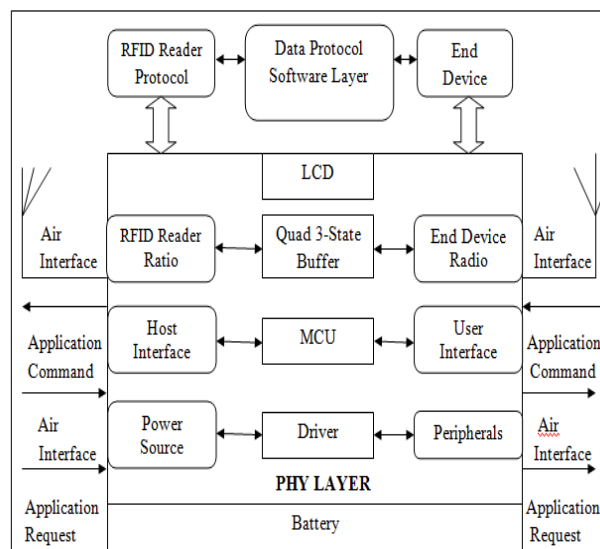 RFID Reader
Protocol
Data Protocol
Software Layer
End
Device
LCD
Air
Interface
RFID Reader
Ratio
Quad 3-State
Buffer
End Device
Radio
Air
Interface
Application
Command
Host
Interface
MCU
User
Interface
Application
Command
Air
Interface
Power
Source
Driver
Peripherals
Air
Interface
PHY LAYER
Application
Request
Battery
Application
Request